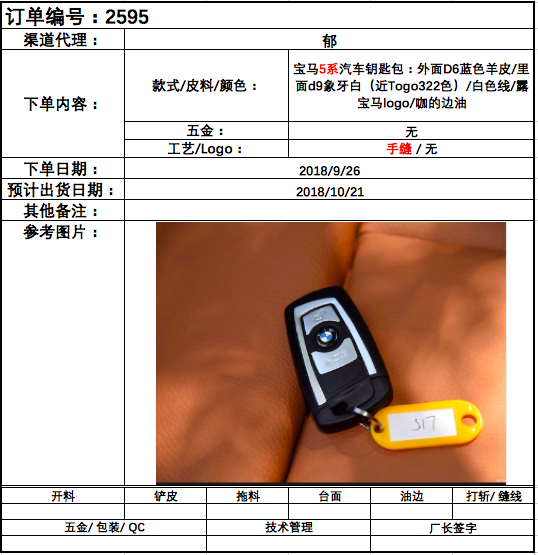 订单编号：2595
渠道代理：
郁
下单内容：
款式/皮料/颜色：
宝马5系汽车钥匙包：外面D6蓝色羊皮/里
面d9象牙白（近Togo322色）/白色线/露
宝马logo/咖的边油
五金：
无
工艺/Logo：
手缝 / 无
下单日期：
2018/9/26
预计出货日期：
2018/10/21
其他备注：
参考图片：
BMW
开料
铲皮
拖料
台面
油边
打斩/ 缝线
五金/ 包装/ QC
技术管理
厂长签字